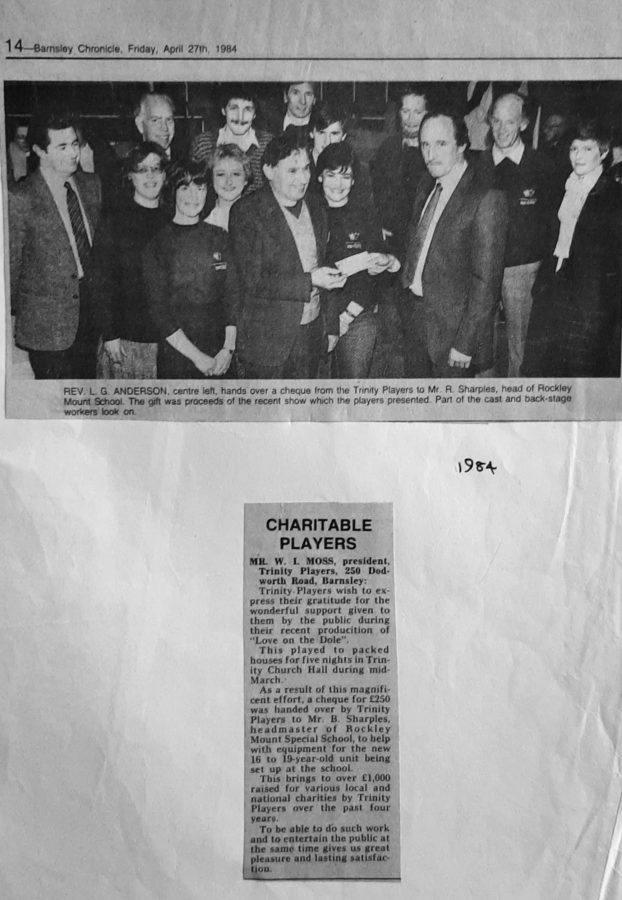 14—Barnsley Chronicle, Friday, April 27th, 1984
REV. L. G. ANDERSON, centre left, hands over a cheque from the Trinity Players to Mr. R. Sharples, head of Rockley
Mount School. The gift was proceeds of the recent show which the players presented. Part of the cast and back-stage
workers look on.
1984
CHARITABLE
PLAYERS
MR. W. I. MOSS, president,
Trinity Players, 250 Dod-
worth Road, Barnsley:
Trinity Players wish to ex-
press their gratitude for the
wonderful support given to
them by the public during
their recent producition of
"Love on the Dole".
This played to packed
houses for five nights in Trin-
ity Church Hall during mid-
March.
As a result of this magnifi-
cent effort, a cheque for £250
was handed over by Trinity
Players to Mr. B. Sharples,
headmaster of Rockley
Mount Special School, to help
with equipment for the new
16 to 19-year-old unit being
set up at the school.
This brings to over £1,000
raised for various local and
national charities by Trinity
Players over the past four
years.
To be able to do such work
and to entertain the public at
the same time gives us great
pleasure and lasting satisfac-
tion.